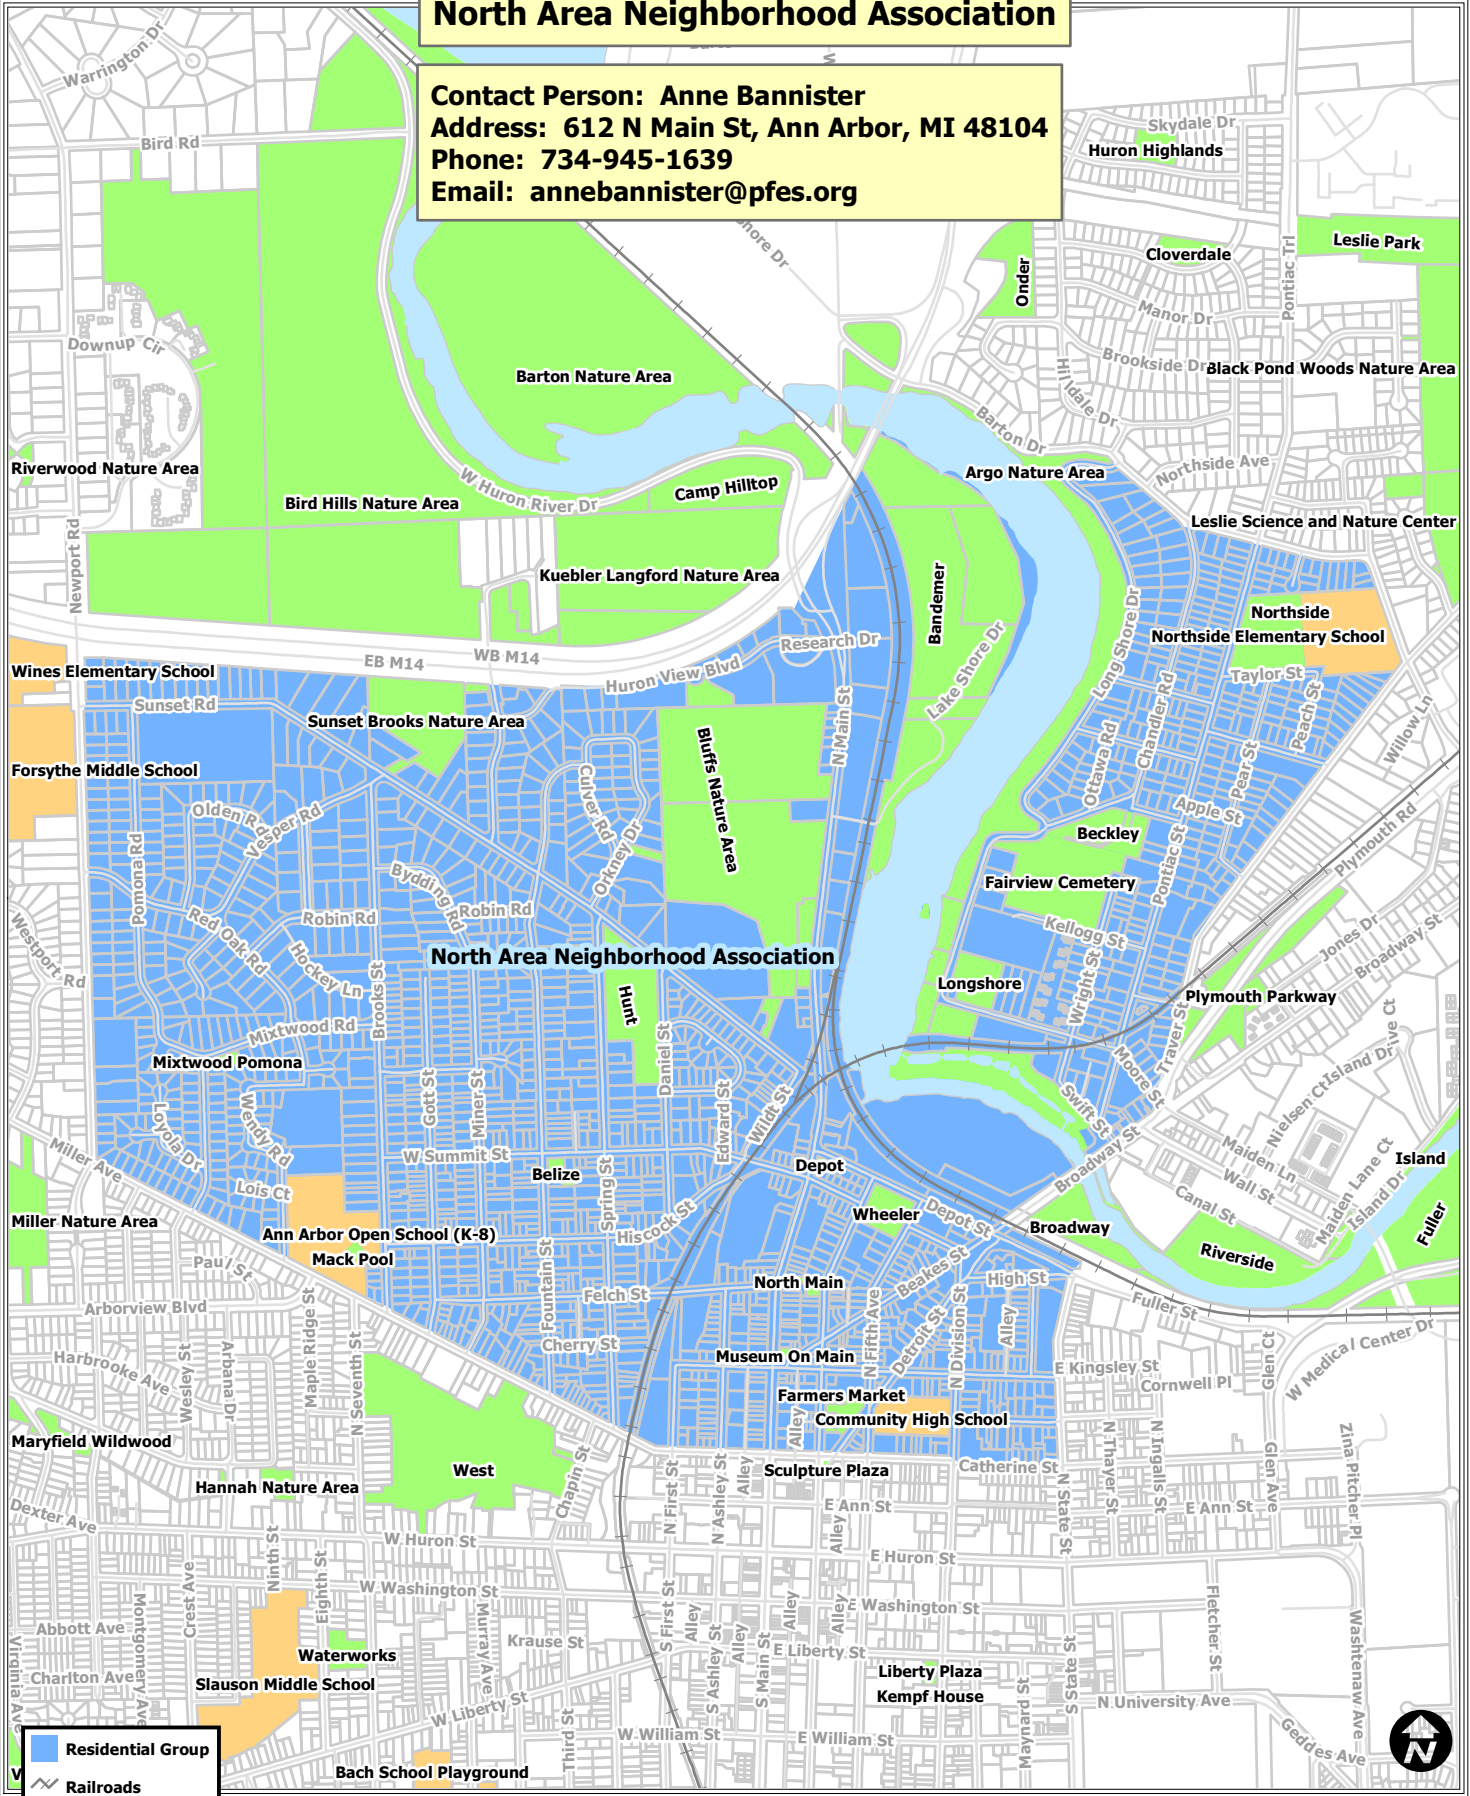 North Area Neighborhood Association
Contact Person: Anne Bannister
Address: 612 N Main St, Ann Arbor, MI 48104
Phone: 734-945-1639
Email: annebannister@pfes.org
Warrington Dr
Bird Rd
Skydale Dr
Huron Highlands
Leslie Park
Cloverdale
Onder
Pontiac Trl
Manor Dr
Downup Cir
Brookside Dr
Black Pond Woods Nature Area
Hilldale Dr
Barton Nature Area
Barton Dr
Riverwood Nature Area
Northside Ave
Argo Nature Area
W Huron River Dr
Camp Hilltop
Bird Hills Nature Area
Leslie Science and Nature Center
Newport Rd
Kuebler Langford Nature Area
Bandemer
Northside
Northside Elementary School
Long Shore Dr
Research Dr
Lake Shore Dr
EB M14
WB M14
Huron View Blvd
Wines Elementary School
Taylor St
Sunset Rd
Sunset Brooks Nature Area
N Main St
Chandler Rd
Peach St
Willow Ln
Bluffs Nature Area
Forsythe Middle School
Ottawa Rd
Pear St
Culver Rd
Olden Rd
Vesper Rd
Apple St
Plymouth Rd
Beckley
Orkney Dr
Pomona Rd
Bydding Rd
Fairview Cemetery
Pontiac St
Robin Rd
Robin Rd
Red Oak Rd
Kellogg St
Jones Dr
Broadway St
Westport Rd
Hockey Ln
North Area Neighborhood Association
Longshore
Wright St
Plymouth Parkway
Hunt
Brooks St
Mixtwood Rd
Traver St
Mixtwood Pomona
Daniel St
Moore St
Island Drive Ct
Gott St
Miner St
Swift St
Nielsen Ct
Loyola Dr
Wendy Rd
Edward St
Wildt St
Miller Ave
W Summit St
Broadway St
Maiden Ln
Maiden Lane Ct
Wall St
Island
Belize
Depot
Lois Ct
Spring St
Canal St
Island Dr
Miller Nature Area
Wheeler
Depot St
Broadway
Fuller
Ann Arbor Open School (K-8)
Hiscock St
Riverside
Mack Pool
Paul St
N Fountain St
North Main
Beakes St
High St
Felch St
Arborview Blvd
Fuller St
Maple Ridge St
N Fifth Ave
Detroit St
N Division St
Alley
Cherry St
Harbrooke Ave
Wesley St
Arbana Dr
N Seventh St
Museum On Main
E Kingsley St
Cornwell Pl
Glen Ct
W Medical Center Dr
Farmers Market
Community High School
Alley
Maryfield Wildwood
N Thayer St
N Ingalls St
West
Chapin St
Sculpture Plaza
Catherine St
Glen Ave
Zina Pitcher Pl
Hannah Nature Area
N First St
N Ashley St
Alley
E Ann St
N State St
E Ann St
Dexter Ave
W Huron St
Alley
E Huron St
Ninth St
Eighth St
W Washington St
E Washington St
Crest Ave
Montgomery Ave
Abbott Ave
Murray Ave
Krause St
S First St
Alley
Alley
Alley
Alley
Fletcher St
Washtenaw Ave
Virginia Ave
Waterworks
E Liberty St
Charlton Ave
Slauson Middle School
S Ashley St
S Main St
Liberty Plaza
Kempf House
Maynard St
S State St
N University Ave
W Liberty St
Third St
W William St
E William St
Geddes Ave
Residential Group
Railroads
Bach School Playground
N